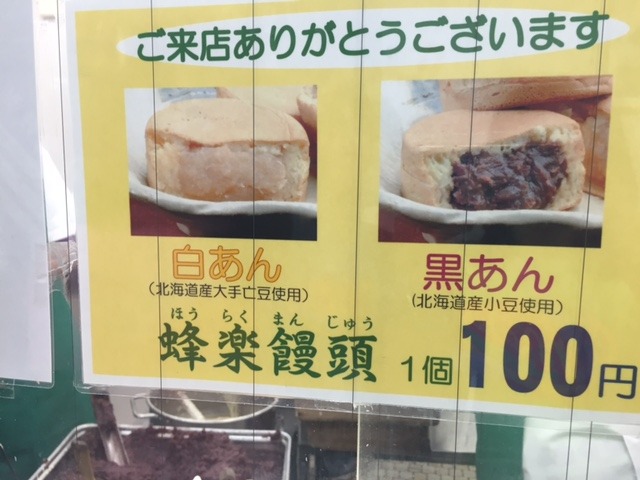 ご来店ありがとうございます
白あん
（北海道産大手亡豆使用）
黒あん
（北海道産小豆使用）
ほう らく まん じゅう
蜂楽饅頭 1個100円